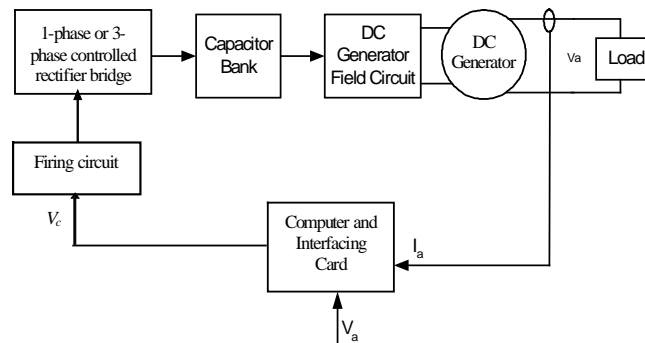 1-phase or 3-
phase controlled
rectifier bridge
Capacitor
Bank
DC
Generator
Field Circuit
DC
Generator
Va
Load
Firing circuit
Vc
Computer and
Interfacing
Card
Ia
Va